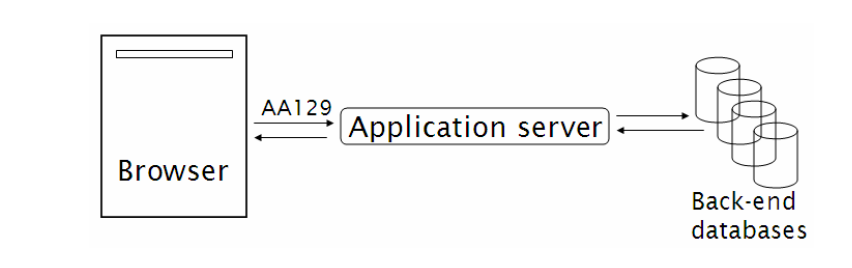 AA129
Application server
Browser
Back-end
databases